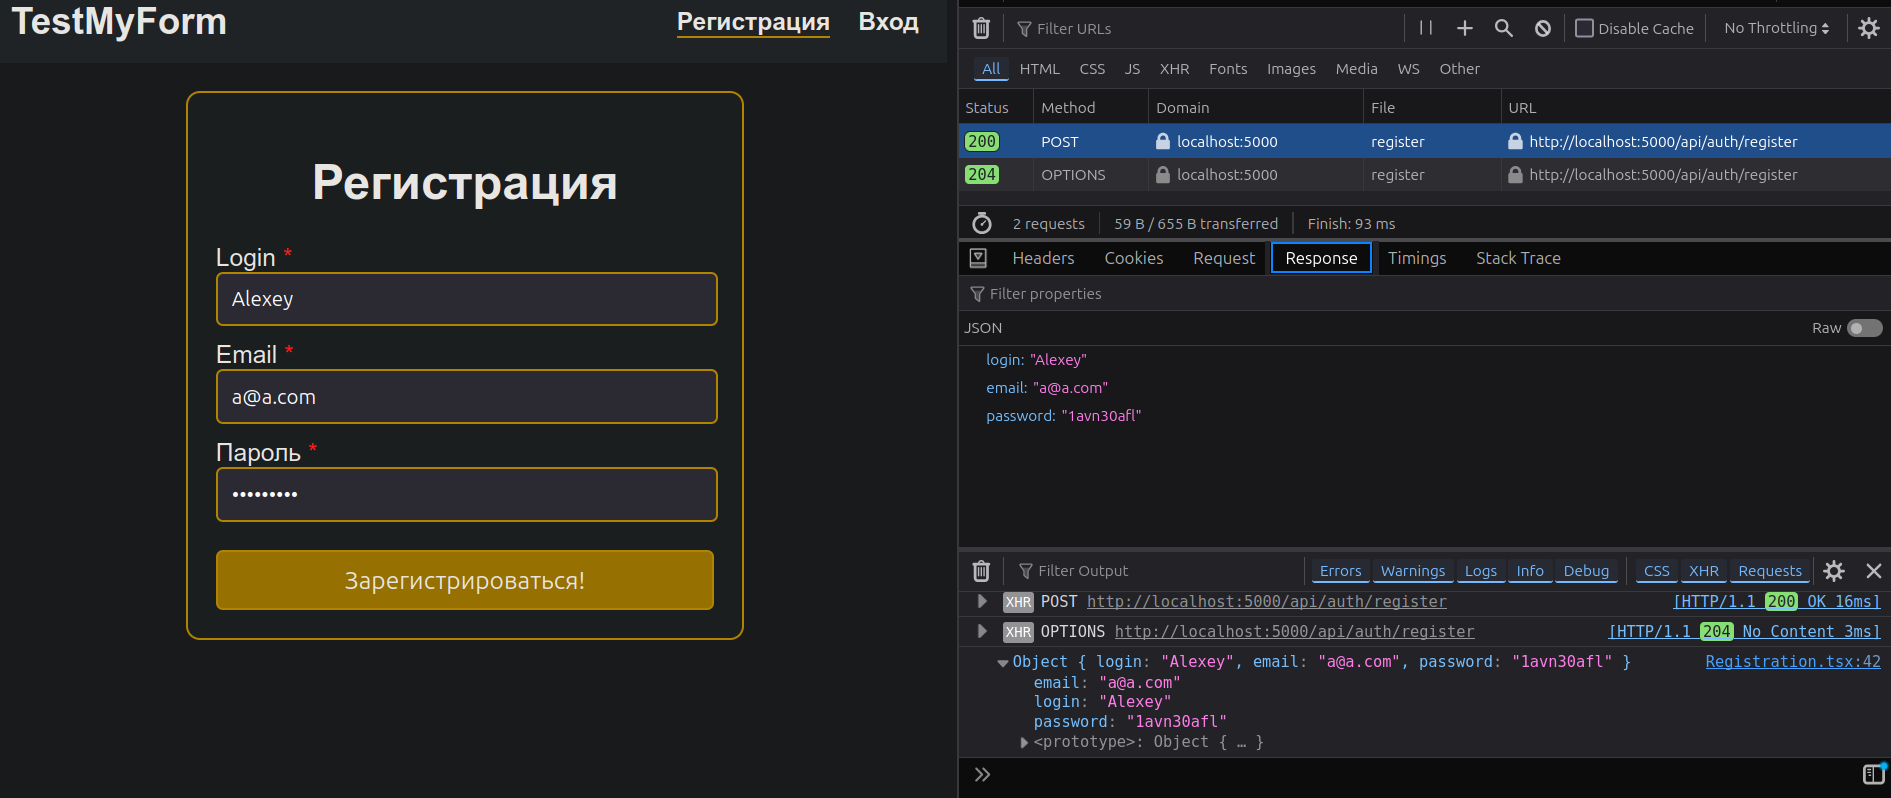 TestMyForm
Регистрация Вход
Регистрация
Login *
Alexey
Email *
a@a.com
Пароль *
•••••••••
Зарегистрироваться!
Filter URLs
Disable Cache
No Throttling
All HTML CSS JS XHR Fonts Images Media WS Other
Status Method Domain File URL
200 POST localhost:5000 register http://localhost:5000/api/auth/register
204 OPTIONS localhost:5000 register http://localhost:5000/api/auth/register
2 requests 59 B / 655 B transferred Finish: 93 ms
Headers Cookies Request Response Timings Stack Trace
Filter properties
JSON Raw
login: "Alexey"
email: "a@a.com"
password: "1avn30afl"
Filter Output Errors Warnings Logs Info Debug CSS XHR Requests
XHR POST http://localhost:5000/api/auth/register [HTTP/1.1 200 OK 16ms]
XHR OPTIONS http://localhost:5000/api/auth/register [HTTP/1.1 204 No Content 3ms]
Object { login: "Alexey", email: "a@a.com", password: "1avn30afl" } Registration.tsx:42
email: "a@a.com"
login: "Alexey"
password: "1avn30afl"
<prototype>: Object { … }